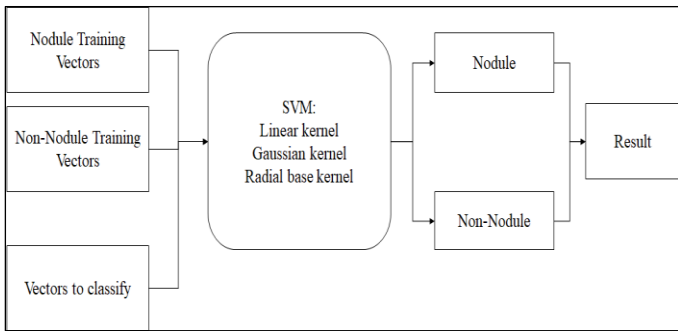 Nodule Training
Vectors
Non-Nodule Training
Vectors
Vectors to classify
SVM:
Linear kernel
Gaussian kernel
Radial base kernel
Nodule
Non-Nodule
Result